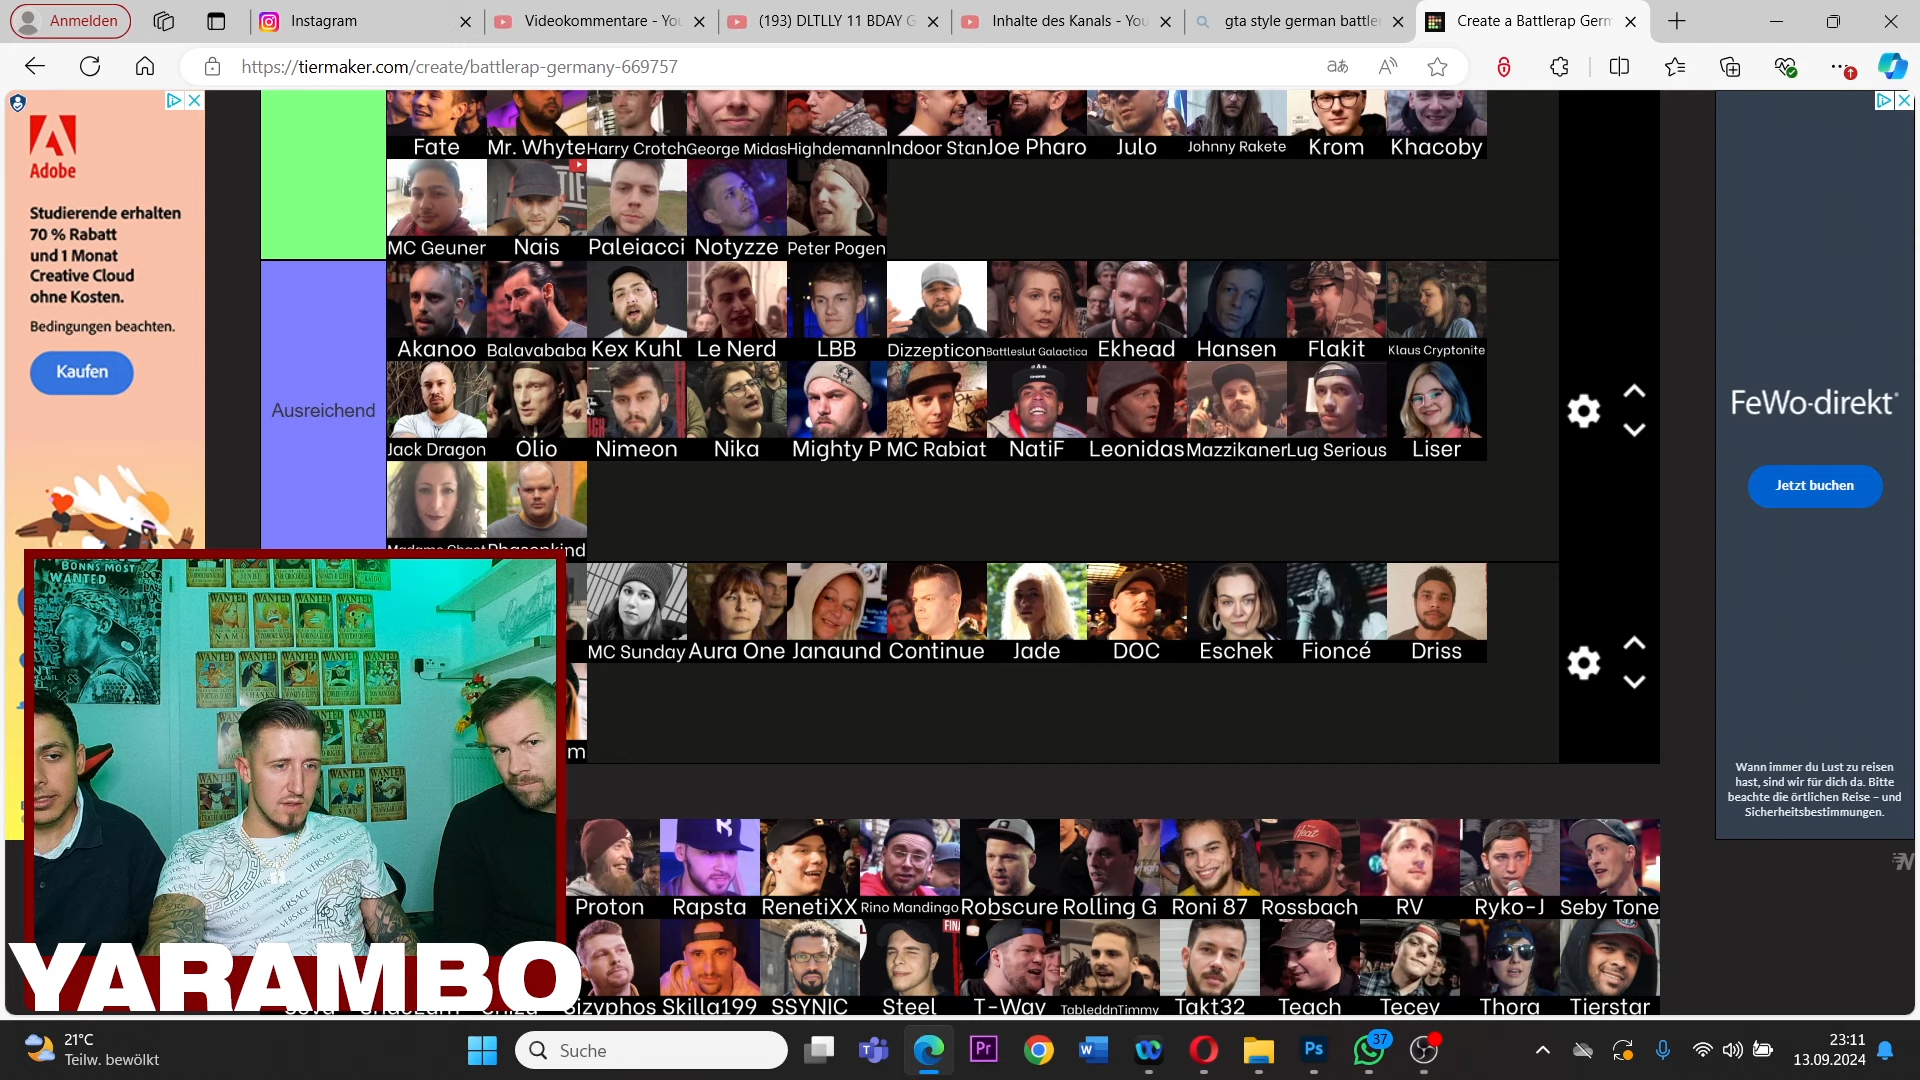 Anmelden
Instagram
Videokommentare - You
(193) DLTLLY 11 BDAY G
Inhalte des Kanals - You
gta style german battler
Create a Battlerap Germ
https://tiermaker.com/create/battlerap-germany-669757
Adobe
Studierende erhalten
70 % Rabatt
und 1 Monat
Creative Cloud
ohne Kosten.
Bedingungen beachten.
Kaufen
Fate Mr. Whyte Harry Crotch George Midas Highdemann Indoor Stan Joe Pharo Julo Johnny Rakete Krom Khacoby
MC Geuner Nais Paleiacci Notyzze Peter Pogen
Ausreichend
Akanoo Balavababa Kex Kuhl Le Nerd LBB Dizzepticon Battleslut Galactica Ekhead Hansen Flakit Klaus Cryptonite
Jack Dragon Ölio Nimeon Nika Mighty P MC Rabiat NatiF Leonidas Mazzikaner Lug Serious Liser
MC Sunday Aura One Janaund Continue Jade DOC Eschek Fioncé Driss
m
Proton Rapsta RenetiXX Rino Mandingo Robscure Rolling G Roni 87 Rossbach RV Ryko-J Seby Tone
Sizyphos Skilla199 SSYNIC Steel T-Way TableddnTimmy Takt32 Teach Tecey Thora Tierstar
FeWo-direkt
Jetzt buchen
Wann immer du Lust zu reisen
hast, sind wir für dich da. Bitte
beachte die örtlichen Reise – und
Sicherheitsbestimmungen.
BONNS MOST
WANTED
YARAMBO
21°C
Teilw. bewölkt
Suche
37
23:11
13.09.2024